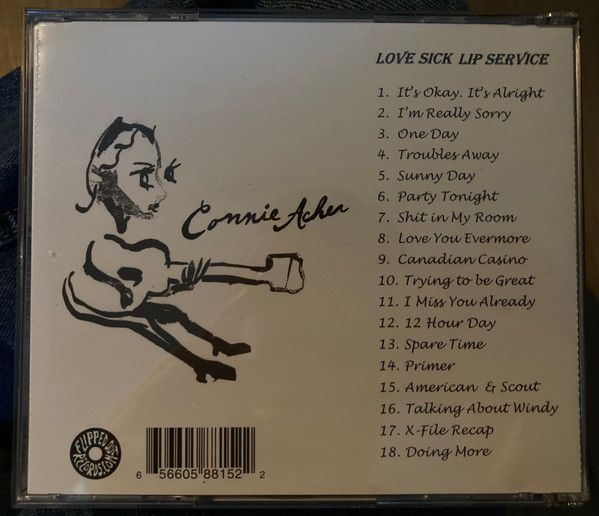 LOVE SICK LIP SERVICE
1. It's Okay. It's Alright
2. I'm Really Sorry
3. One Day
4. Troubles Away
5. Sunny Day
6. Party Tonight
7. Shit in My Room
8. Love You Evermore
9. Canadian Casino
10. Trying to be Great
11. I Miss You Already
12. 12 Hour Day
13. Spare Time
14. Primer
15. American & Scout
16. Talking About Windy
17. X-File Recap
18. Doing More
Connie Acher
6 56605 88152 2